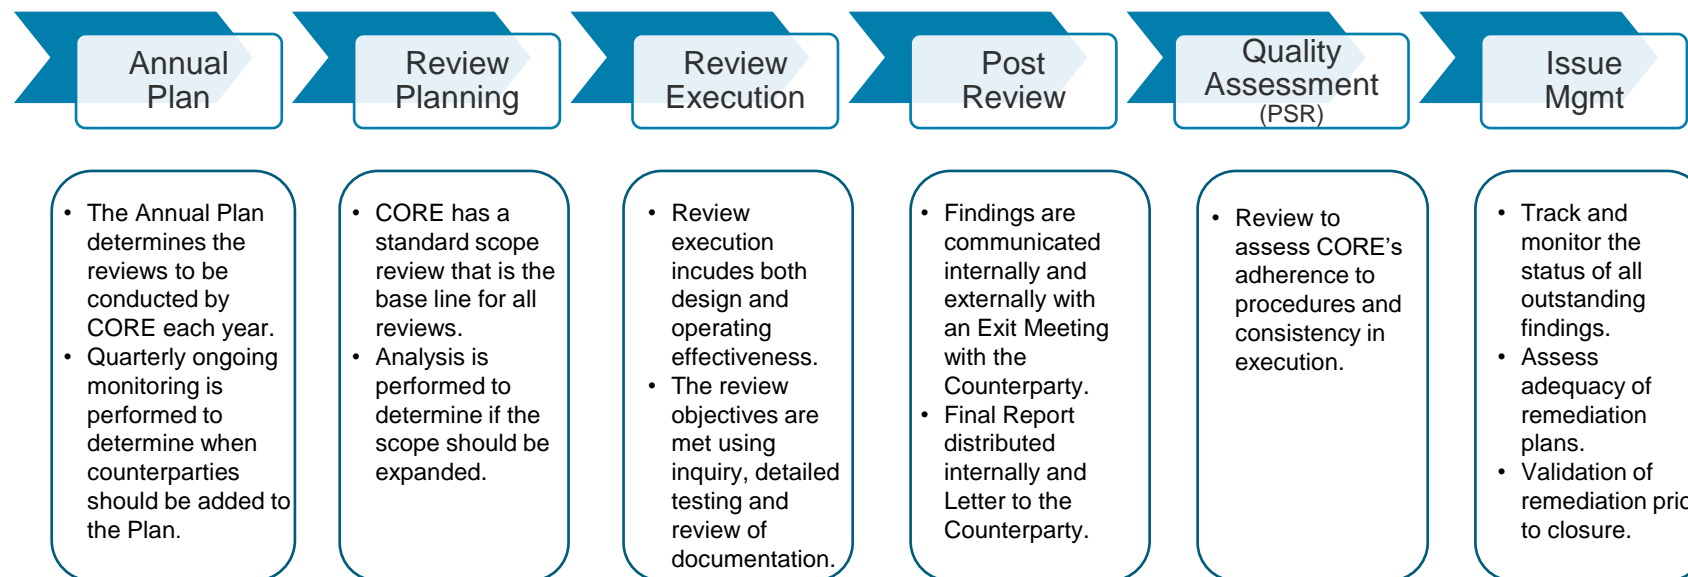 Annual
Plan
Review
Planning
Review
Execution
Post
Review
Quality
Assessment
(PSR)
Issue
Mgmt
• The Annual Plan
determines the
reviews to be
conducted by
CORE each year.
• Quarterly ongoing
monitoring is
performed to
determine when
counterparties
should be added to
the Plan.
• CORE has a
standard scope
review that is the
base line for all
reviews.
• Analysis is
performed to
determine if the
scope should be
expanded.
• Review
execution
incudes both
design and
operating
effectiveness.
• The review
objectives are
met using
inquiry, detailed
testing and
review of
documentation.
• Findings are
communicated
internally and
externally with
an Exit Meeting
with the
Counterparty.
• Final Report
distributed
internally and
Letter to the
Counterparty.
• Review to
assess CORE’s
adherence to
procedures and
consistency in
execution.
• Track and
monitor the
status of all
outstanding
findings.
• Assess
adequacy of
remediation
plans.
• Validation of
remediation prio
to closure.